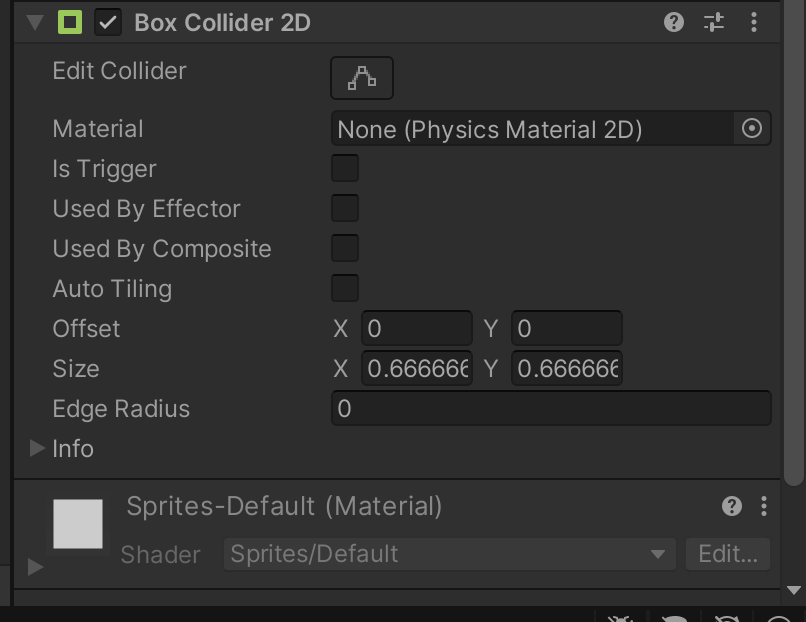 Box Collider 2D
Edit Collider
Material None (Physics Material 2D)
Is Trigger
Used By Effector
Used By Composite
Auto Tiling
Offset X 0 Y 0
Size X 0.666666 Y 0.666666
Edge Radius 0
Info
Sprites-Default (Material)
Shader Sprites/Default Edit...